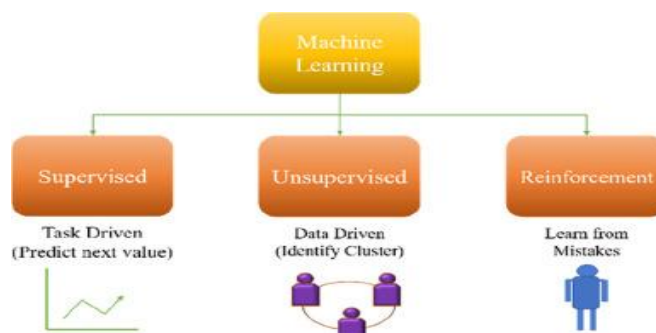 Machine
Learning
Supervised
Unsupervised
Reinforcement
Task Driven
(Predict next value)
Data Driven
(Identify Cluster)
Learn from
Mistakes